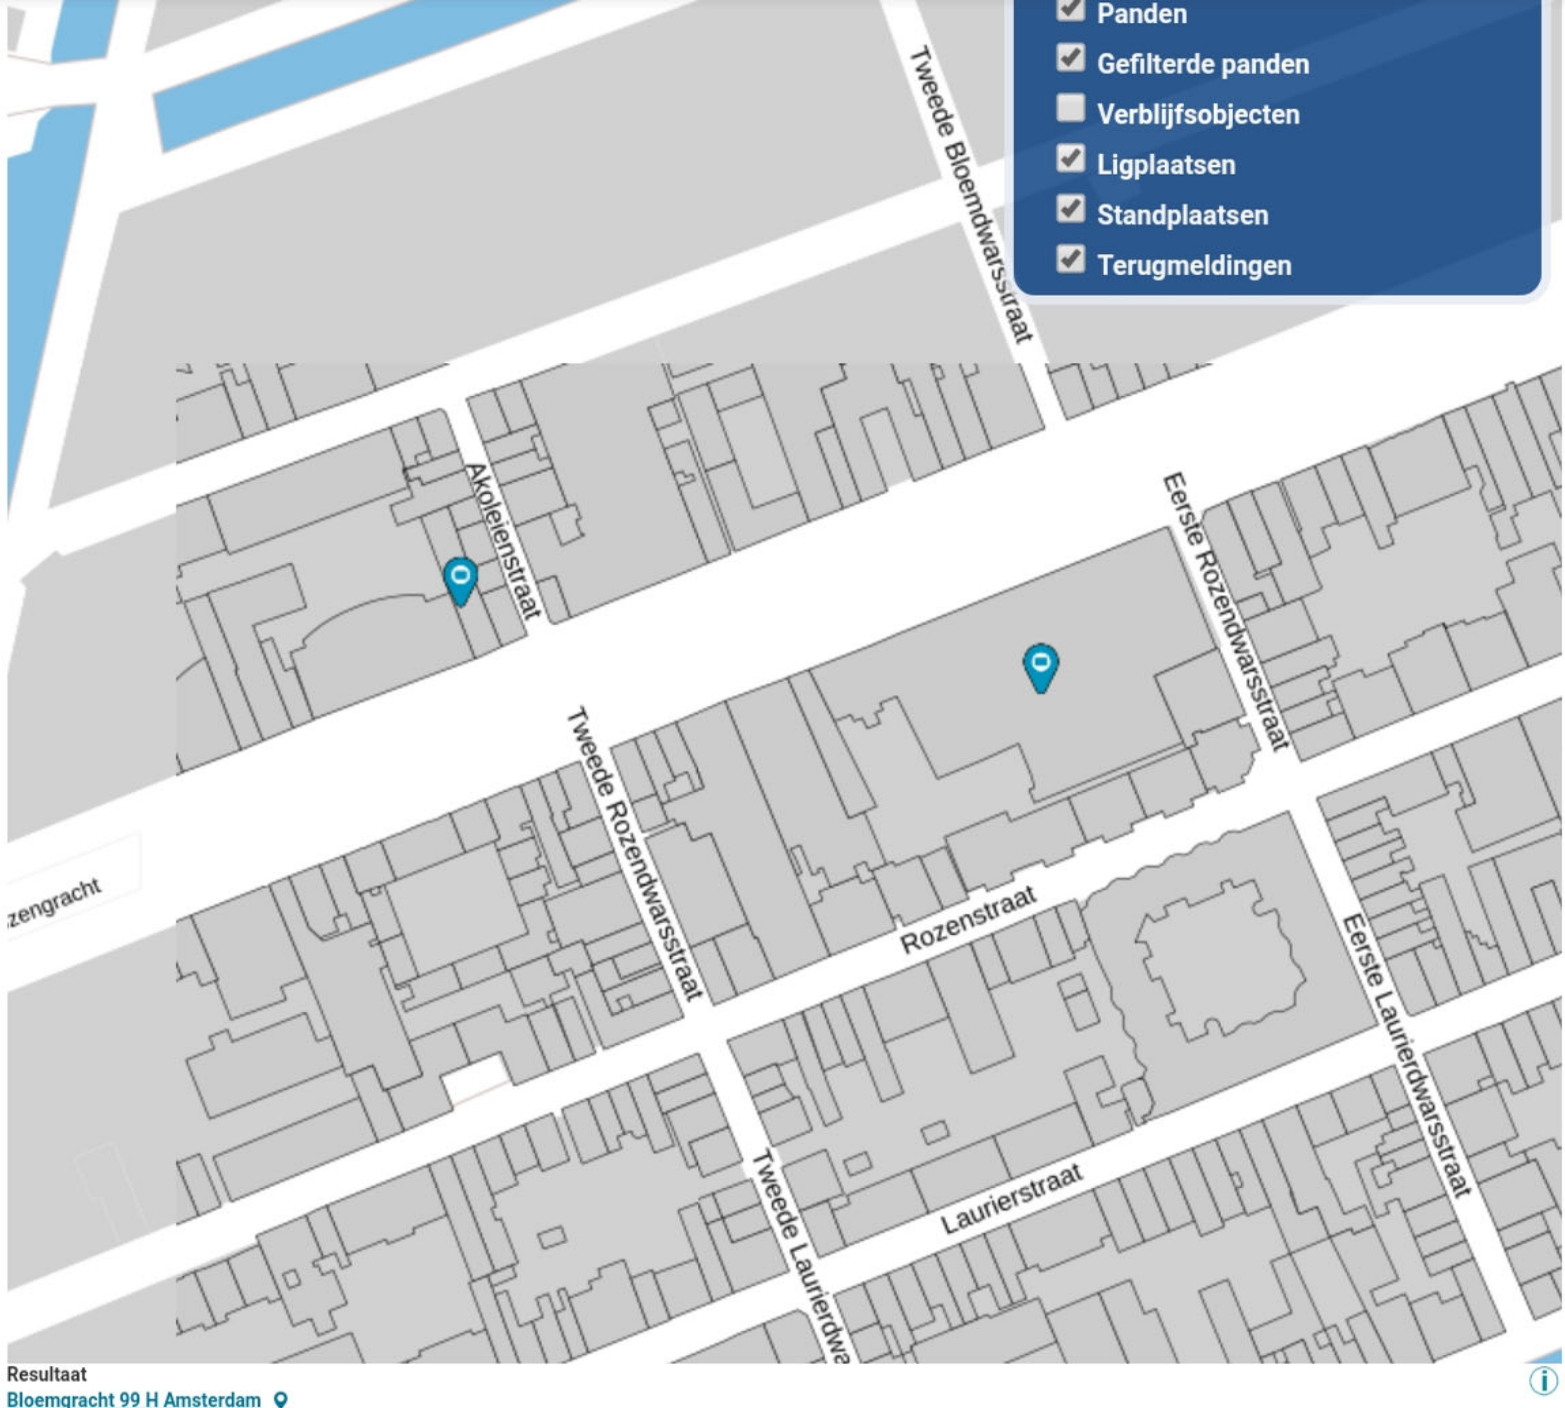 Panden
Gefilterde panden
Verblijfsobjecten
Ligplaatsen
Standplaatsen
Terugmeldingen
Tweede Bloemdwarsstraat
Akoleienstraat
Eerste Rozendwarsstraat
Tweede Rozendwarsstraat
zengracht
Rozenstraat
Eerste Laurierdwarsstraat
Laurierstraat
Tweede Laurierdwa
Resultaat
Bloemgracht 99 H Amsterdam